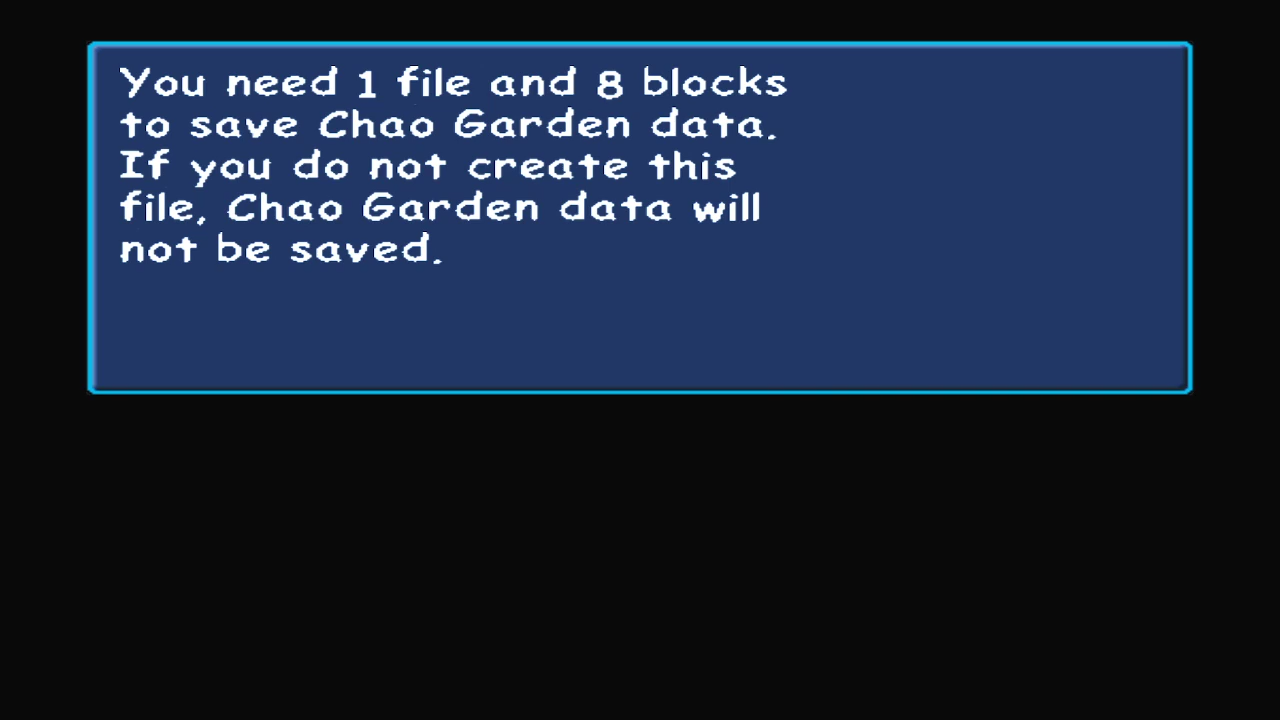 You need 1 file and 8 blocks
to save Chao Garden data.
If you do not create this
file, Chao Garden data will
not be saved.